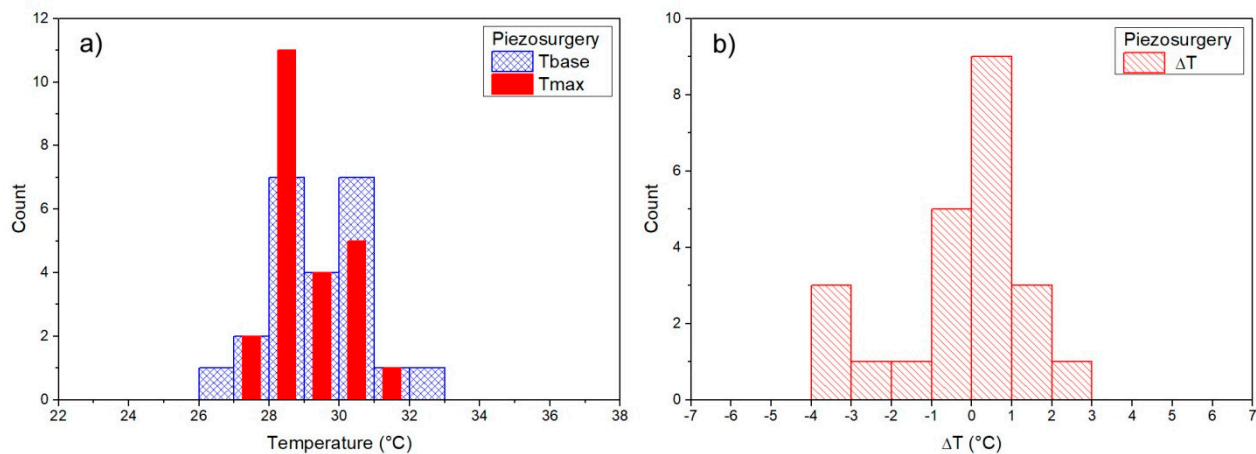 a)
Piezosurgery
Tbase
Tmax
12
10
8
6
4
2
0
Count
22 24 26 28 30 32 34 36 38
Temperature (°C)
b)
Piezosurgery
ΔT
10
8
6
4
2
0
Count
-7 -6 -5 -4 -3 -2 -1 0 1 2 3 4 5 6 7
ΔT (°C)